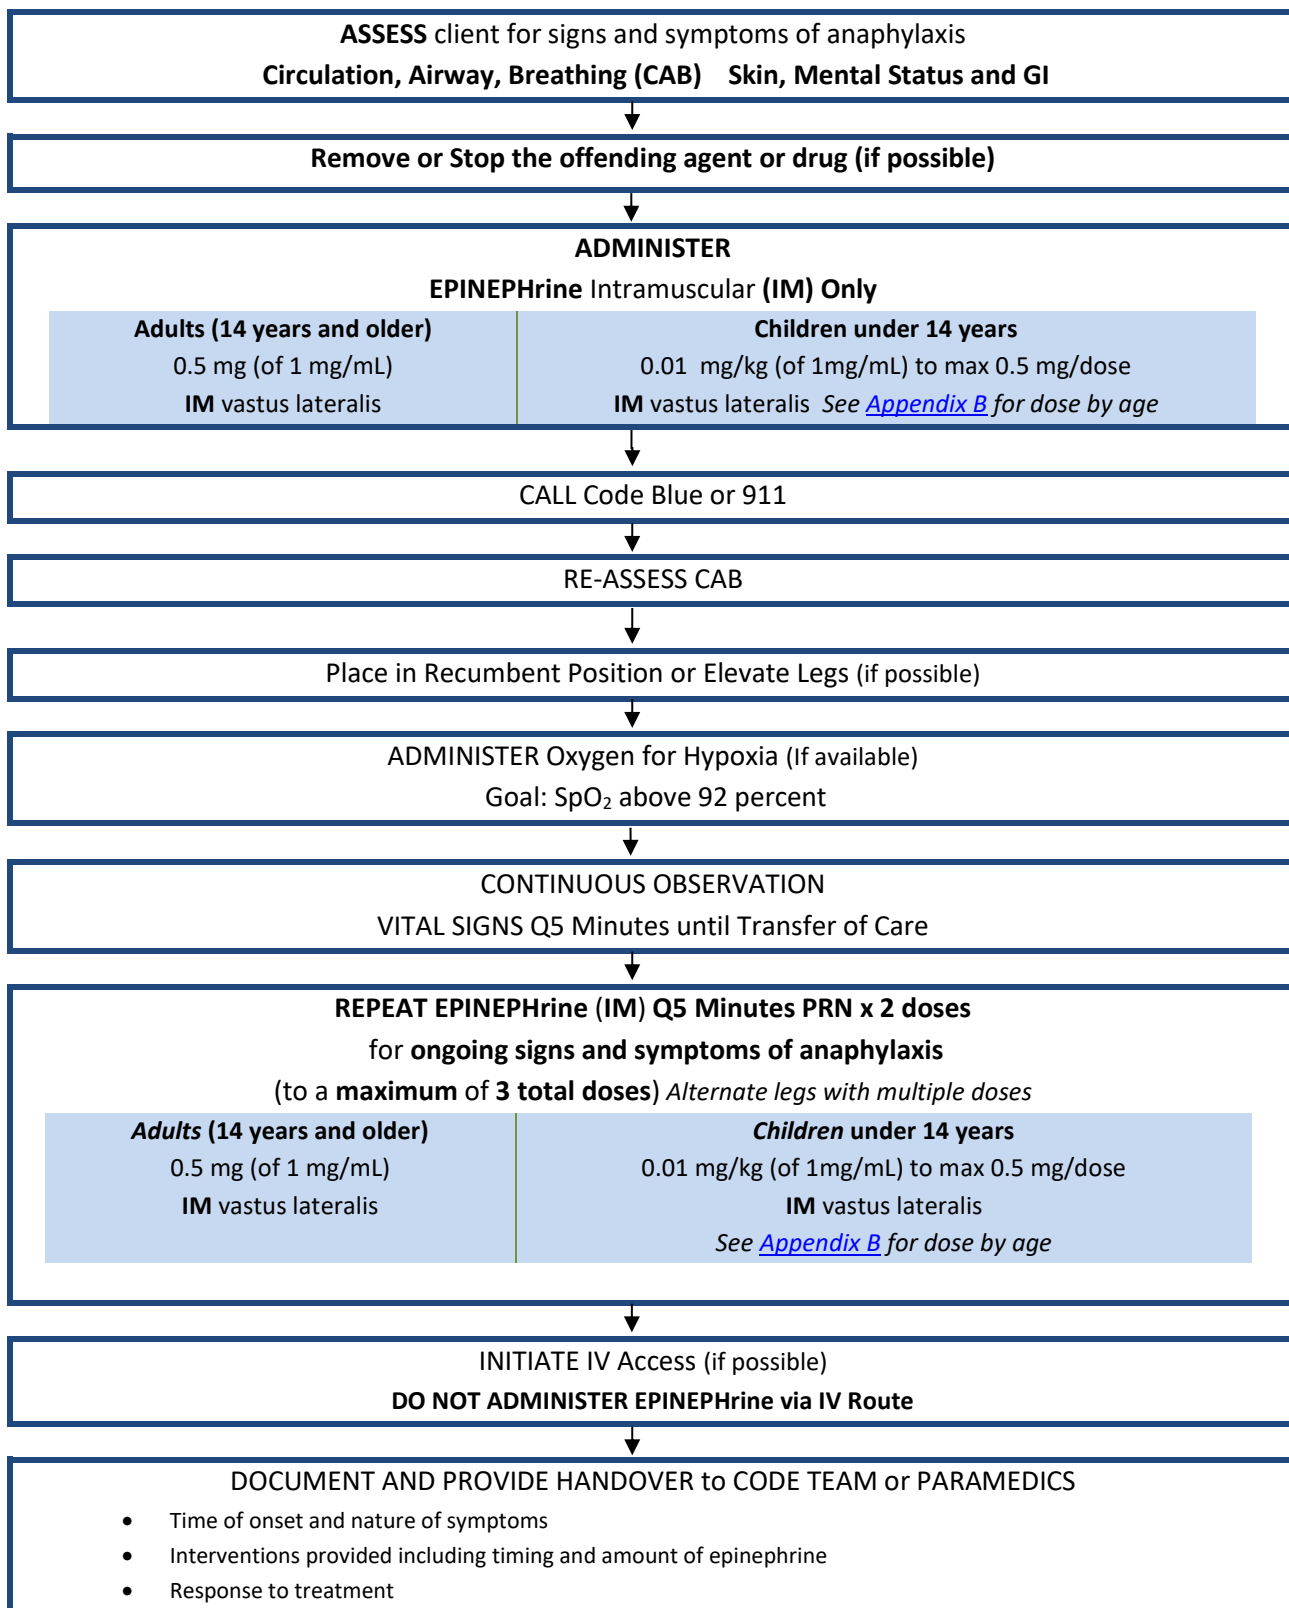 ASSESS client for signs and symptoms of anaphylaxis
Circulation, Airway, Breathing (CAB) Skin, Mental Status and GI
Remove or Stop the offending agent or drug (if possible)
ADMINISTER
EPINEPHrine Intramuscular (IM) Only
Adults (14 years and older)
0.5 mg (of 1 mg/mL)
IM vastus lateralis
Children under 14 years
0.01 mg/kg (of 1mg/mL) to max 0.5 mg/dose
IM vastus lateralis See Appendix B for dose by age
CALL Code Blue or 911
RE-ASSESS CAB
Place in Recumbent Position or Elevate Legs (if possible)
ADMINISTER Oxygen for Hypoxia (If available)
Goal: SpO₂ above 92 percent
CONTINUOUS OBSERVATION
VITAL SIGNS Q5 Minutes until Transfer of Care
REPEAT EPINEPHrine (IM) Q5 Minutes PRN x 2 doses
for ongoing signs and symptoms of anaphylaxis
(to a maximum of 3 total doses) Alternate legs with multiple doses
Adults (14 years and older)
0.5 mg (of 1 mg/mL)
IM vastus lateralis
Children under 14 years
0.01 mg/kg (of 1mg/mL) to max 0.5 mg/dose
IM vastus lateralis
See Appendix B for dose by age
INITIATE IV Access (if possible)
DO NOT ADMINISTER EPINEPHrine via IV Route
DOCUMENT AND PROVIDE HANDOVER to CODE TEAM or PARAMEDICS
• Time of onset and nature of symptoms
• Interventions provided including timing and amount of epinephrine
• Response to treatment